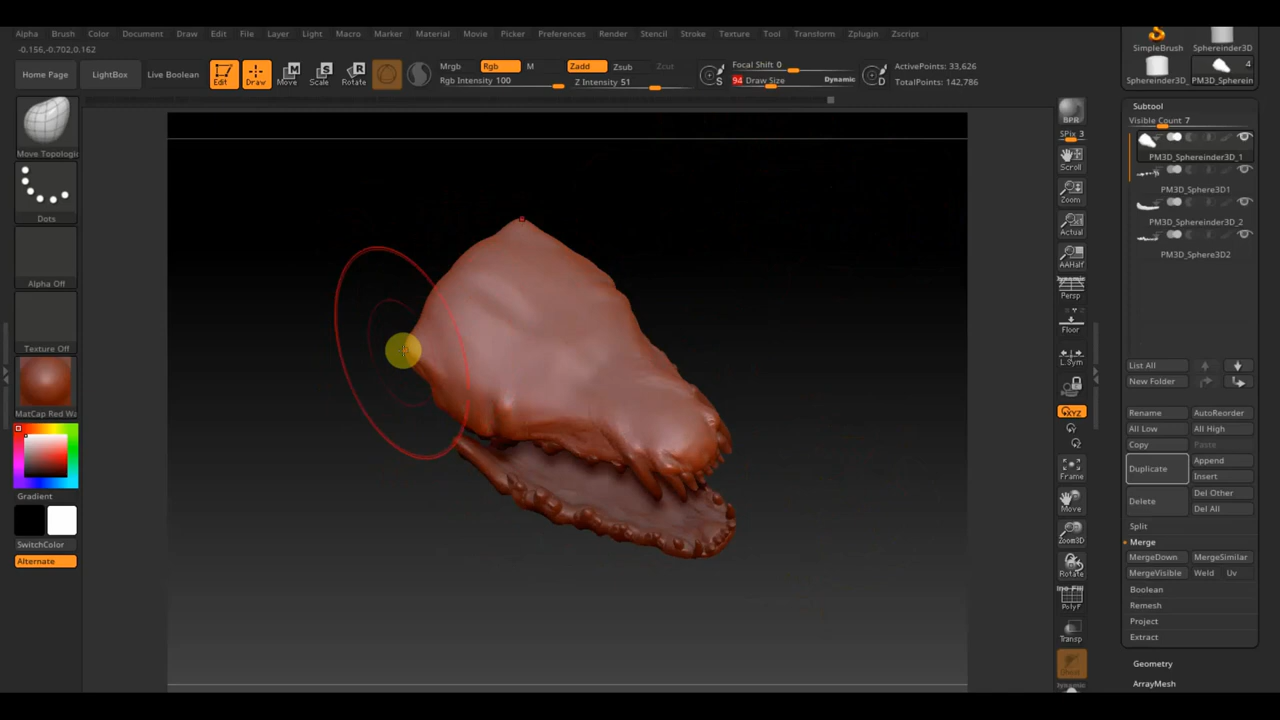 Alpha Brush Color Document Draw Edit File Layer Light Macro Marker Material Movie Picker Preferences Render Stencil Stroke Texture Tool Transform Zplugin Zscript
-0.156,-0.702,0.162
Home Page LightBox Live Boolean Edit Draw Move Scale Rotate
Mrgb Rgb M
Rgb Intensity 100
Zadd Zsub Zcut
Z Intensity 51
S
Focal Shift 0
94 Draw Size Dynamic
D
ActivePoints: 33,626
TotalPoints: 142,786
SimpleBrush Sphereinder3D
Sphereinder3D_ PM3D_Spherein
4
Move Topologic
Dots
Alpha Off
Texture Off
MatCap Red Wa
Gradient
SwitchColor
Alternate
BPR
SPix 3
Scroll
Zoom
Actual
AAHalf
Dynamic
Persp
Floor
L.Sym
XYZ
Y
Z
Frame
Move
Zoom3D
Rotate
PolyF
Transp
Dynamic
Subtool
Visible Count 7
PM3D_Sphereinder3D_1
PM3D_Sphere3D1
PM3D_Sphereinder3D_2
PM3D_Sphere3D2
List All
New Folder
Rename AutoReorder
All Low All High
Copy Paste
Duplicate Append
Insert
Delete Del Other
Del All
Split
Merge
MergeDown MergeSimilar
MergeVisible Weld Uv
Boolean
Remesh
Project
Extract
Geometry
ArrayMesh